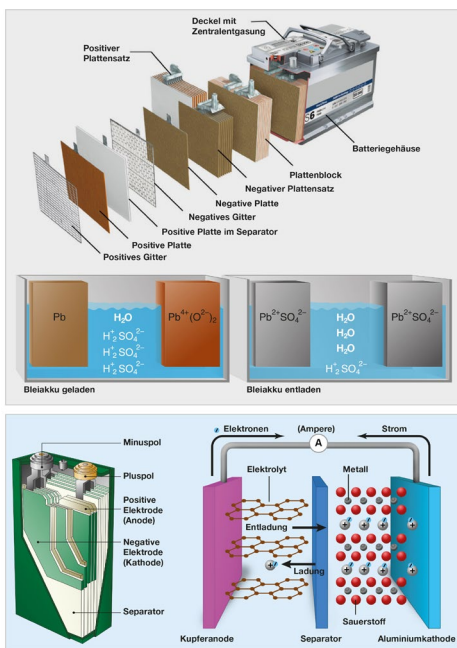 Deckel mit
Zentralentgasung
Positiver
Plattensatz
S6
Batteriegehäuse
Plattenblock
Negativer Plattensatz
Negative Platte
Negatives Gitter
Positive Platte im Separator
Positive Platte
Positives Gitter
Pb
H₂O
H⁺₂SO₄²⁻
H⁺₂SO₄²⁻
H⁺₂SO₄²⁻
Pb⁴⁺(O²⁻)₂
Pb²⁺SO₄²⁻
H₂O
H₂O
H₂O
H⁺₂SO₄²⁻
Pb²⁺SO₄²⁻
Bleiakku geladen
Bleiakku entladen
Minuspol
Pluspol
Positive
Elektrode
(Anode)
Negative
Elektrode
(Kathode)
Separator
Elektronen
(Ampere)
Strom
A
Elektrolyt
Metall
Entladung
Ladung
Sauerstoff
Kupferanode
Separator
Aluminiumkathode